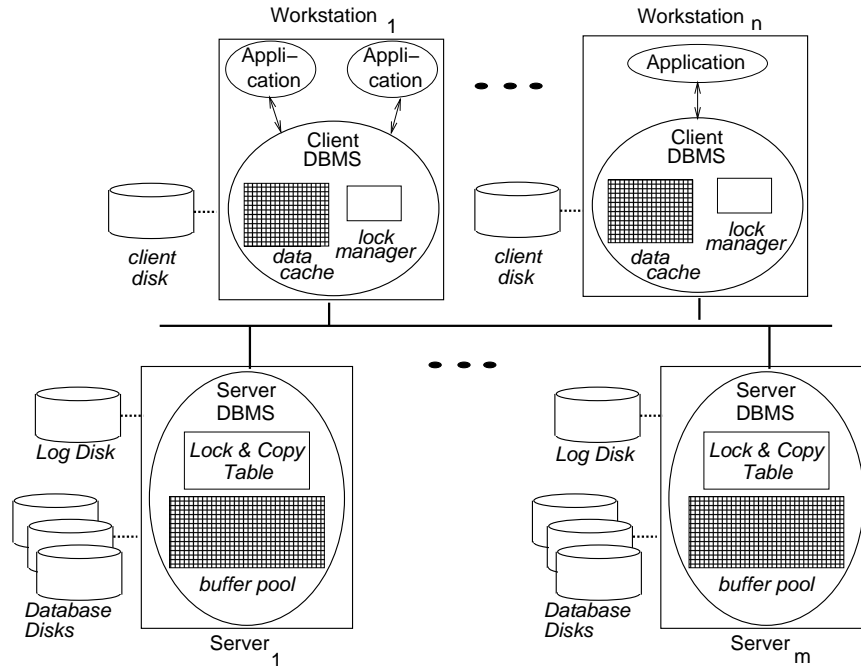 Workstation 1
Appli–
cation
Appli–
cation
Client
DBMS
data
cache
lock
manager
client
disk
Workstation n
Application
Client
DBMS
data
cache
lock
manager
client
disk
Server
DBMS
Lock & Copy
Table
buffer pool
Log Disk
Database
Disks
Server 1
Server
DBMS
Lock & Copy
Table
buffer pool
Log Disk
Database
Disks
Server m